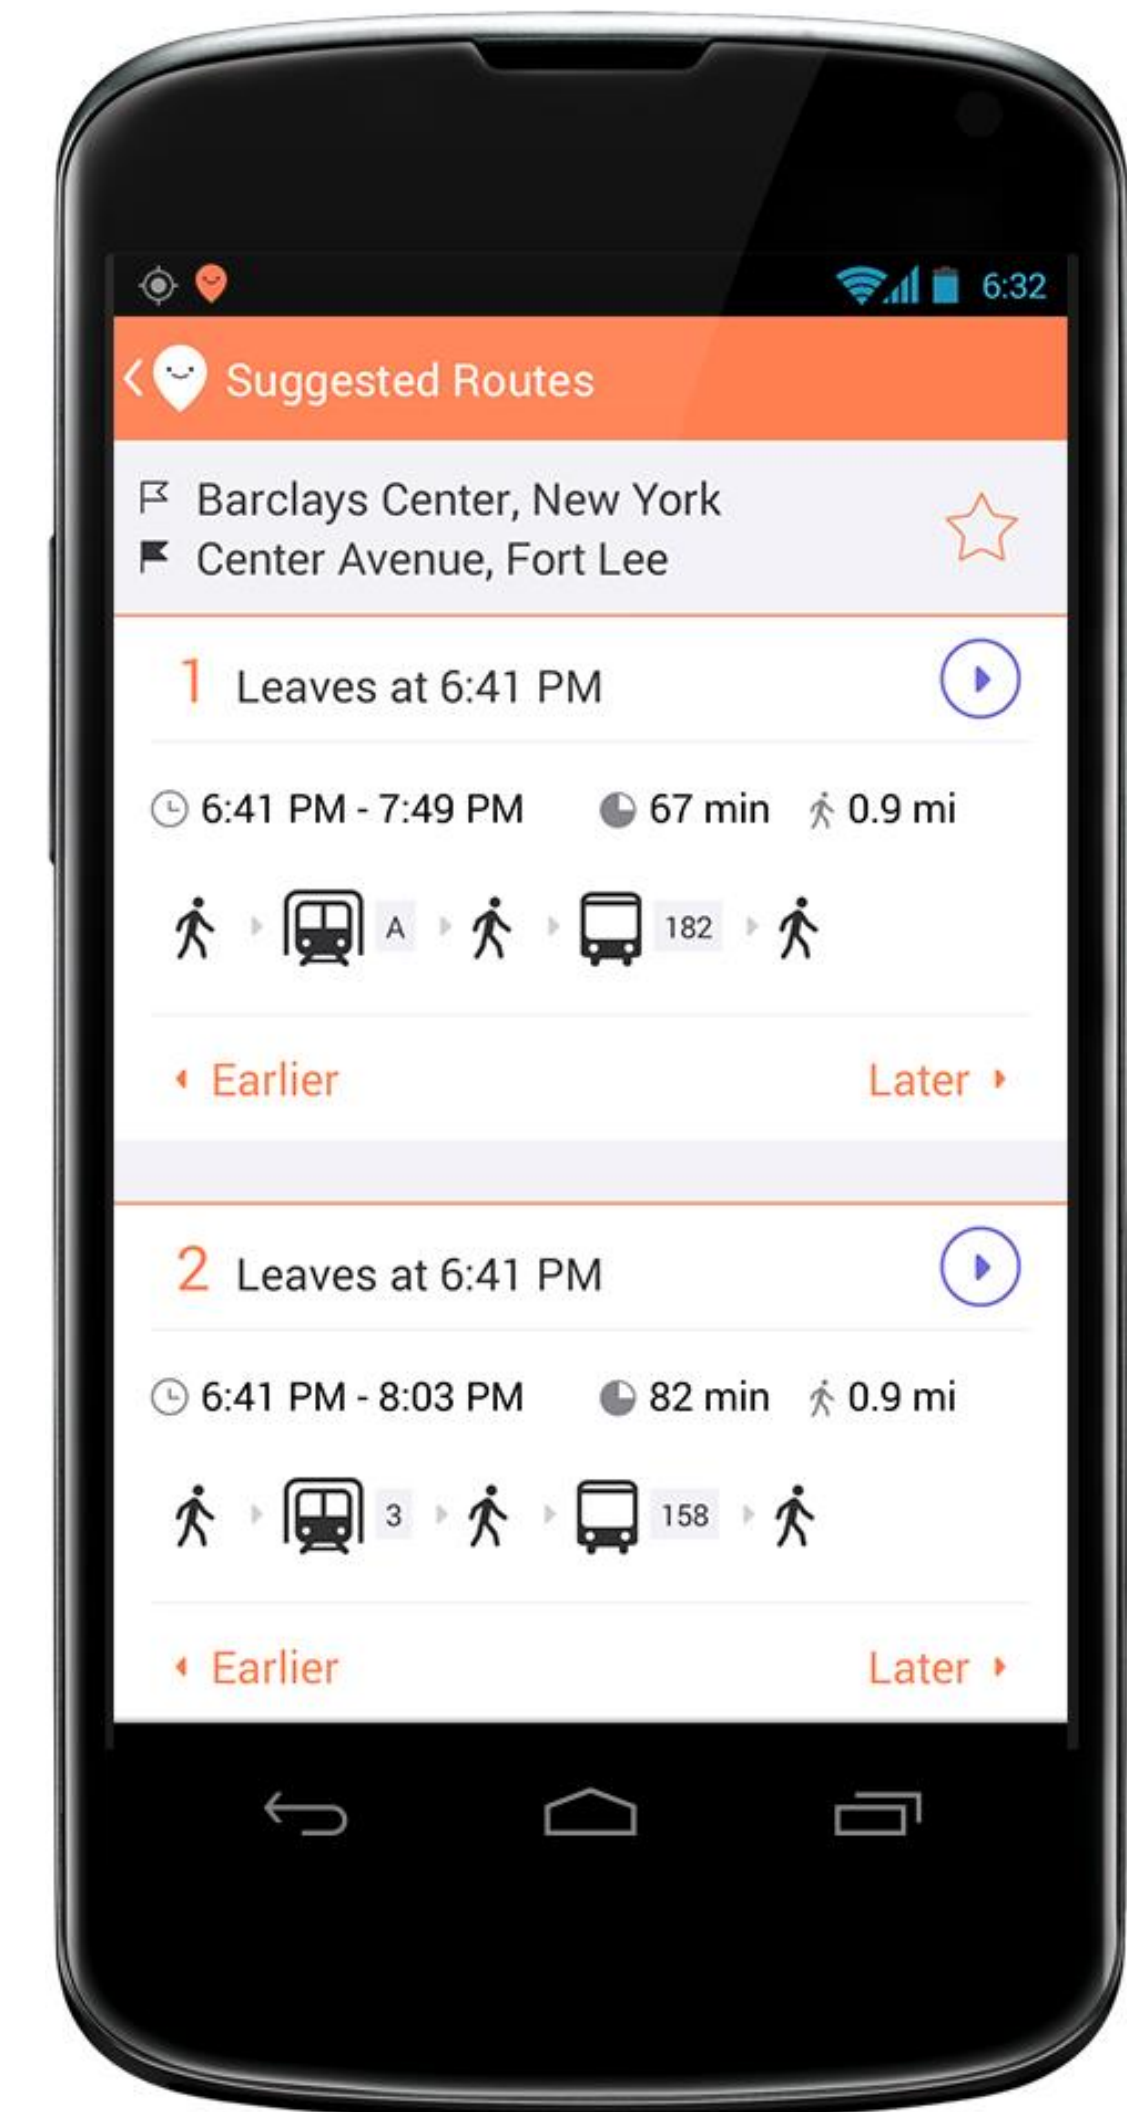 6:32
Suggested Routes
Barclays Center, New York
Center Avenue, Fort Lee
1 Leaves at 6:41 PM
6:41 PM - 7:49 PM 67 min 0.9 mi
A 182
Earlier Later
2 Leaves at 6:41 PM
6:41 PM - 8:03 PM 82 min 0.9 mi
3 158
Earlier Later